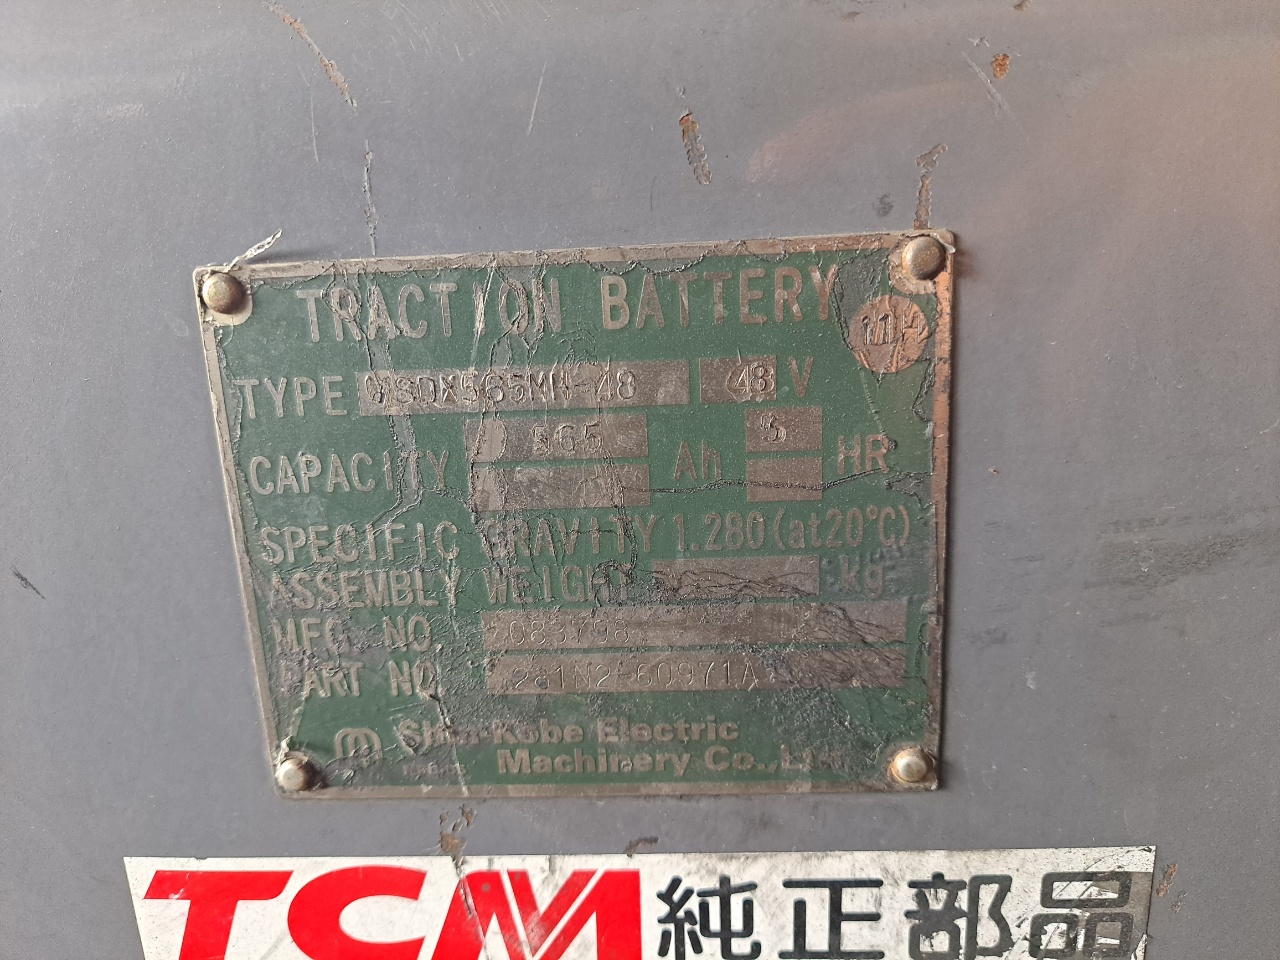 TRACTION BATTERY
11H
TYPE VSDX565MH-48 48 V
CAPACITY 565 Ah 5 HR
SPECIFIC GRAVITY 1.280 (at20°C)
ASSEMBLY WEIGHT kg
MFG. NO.
PART NO. 281N2-60971A
Shin-Kobe Electric
Machinery Co., Ltd.
TCM 純正部品